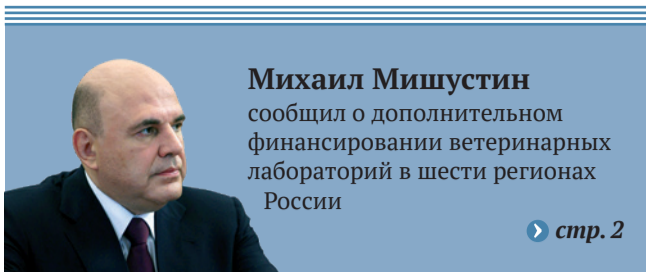 Михаил Мишустин
сообщил о дополнительном
финансировании ветеринарных
лабораторий в шести регионах
России
стр. 2